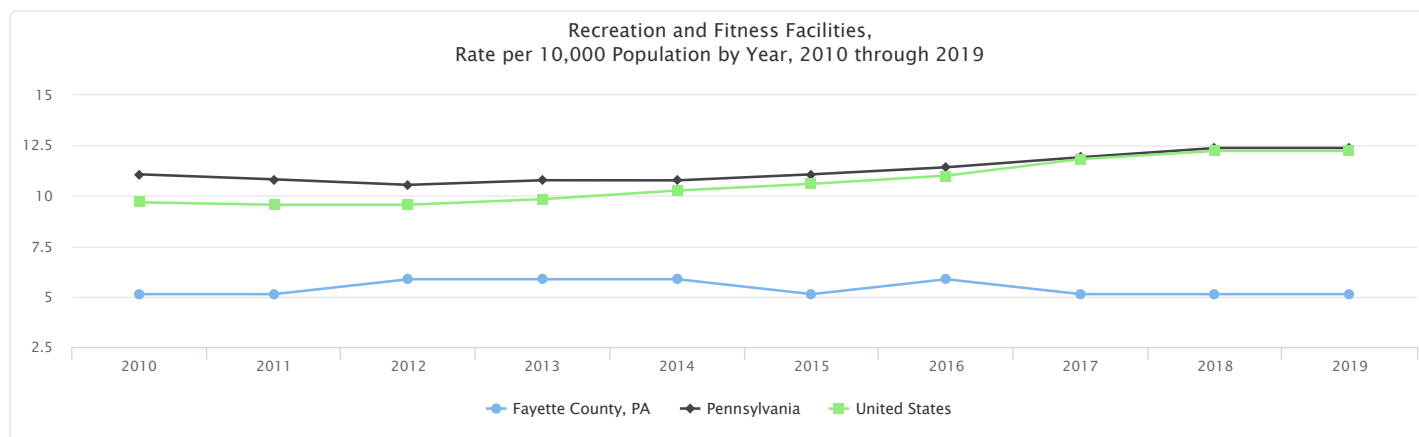 Recreation and Fitness Facilities,
Rate per 10,000 Population by Year, 2010 through 2019
15
12.5
10
7.5
5
2.5
2010 2011 2012 2013 2014 2015 2016 2017 2018 2019
Fayette County, PA Pennsylvania United States